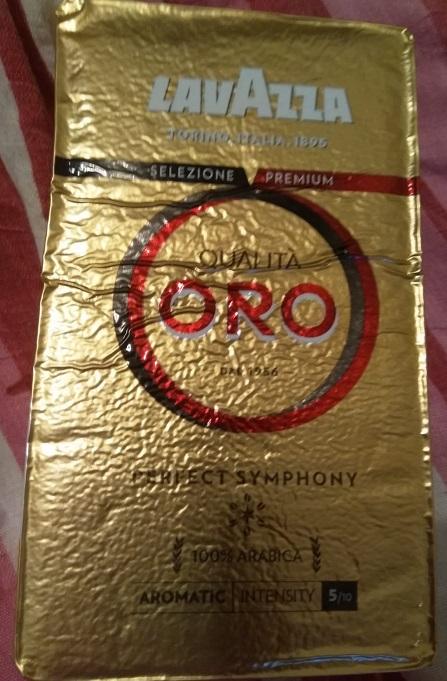 LAVAZZA
TORINO, ITALIA, 1895
SELEZIONE PREMIUM
QUALITÀ
ORO
DAL 1956
PERFECT SYMPHONY
100% ARABICA
AROMATIC INTENSITY 5/10